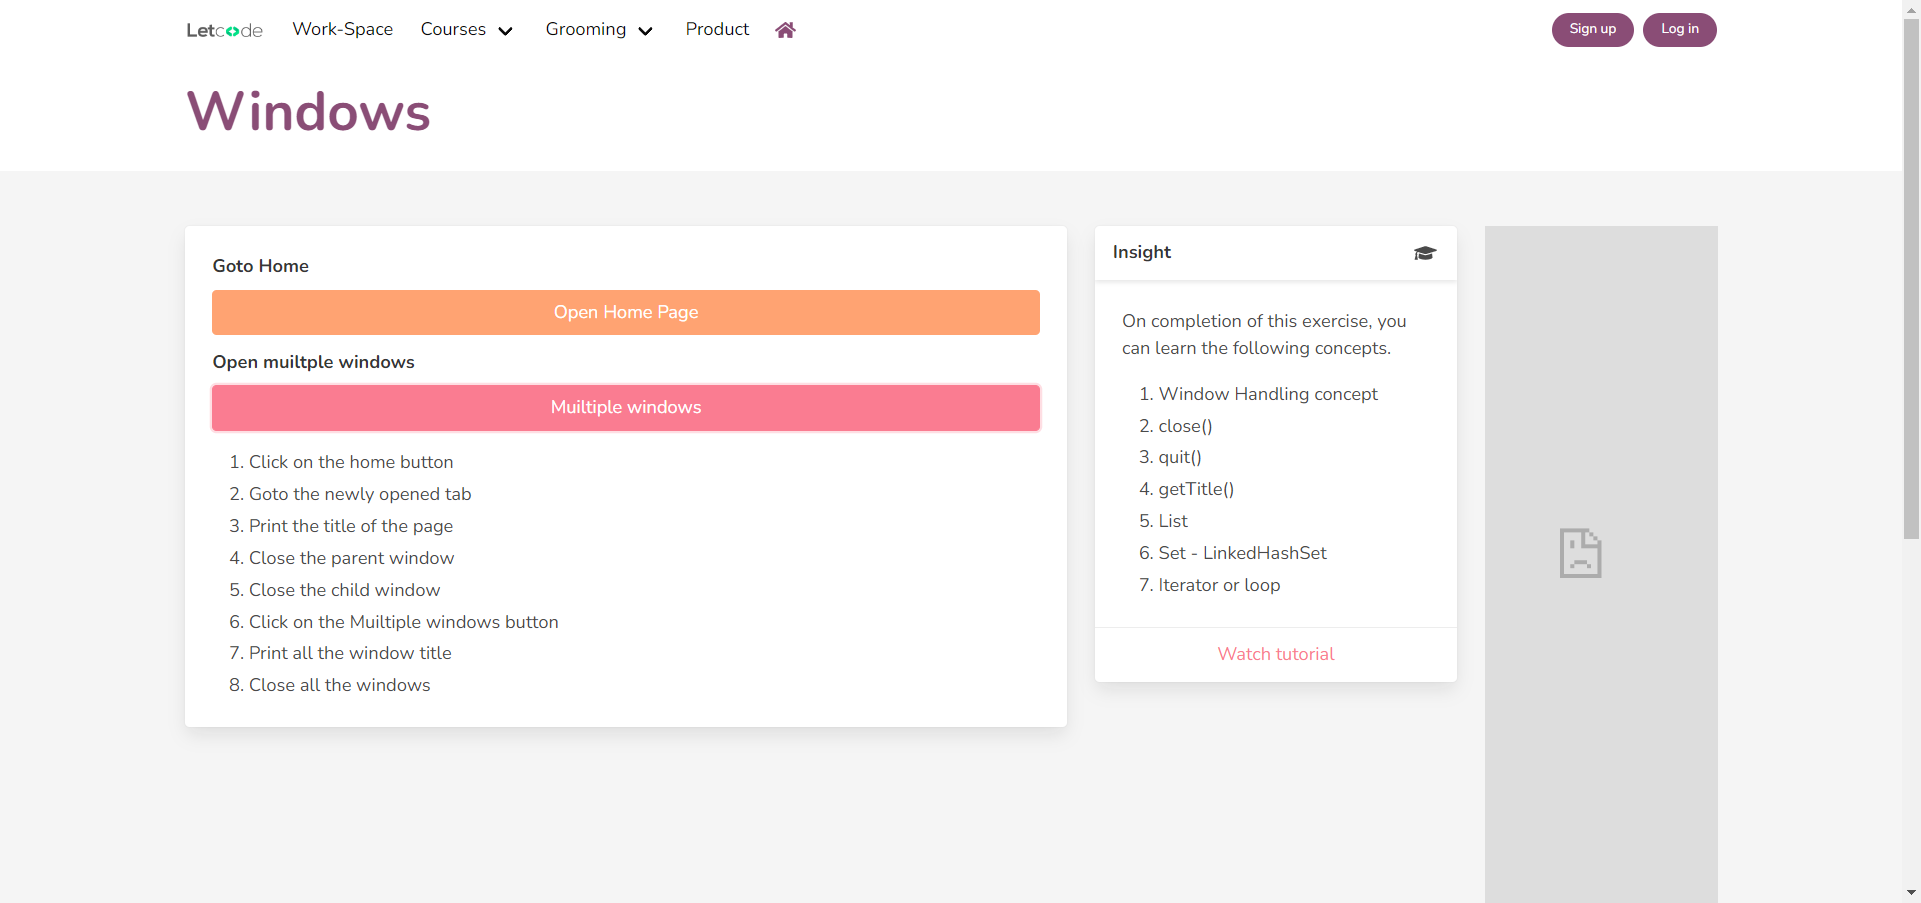 Letcode Work-Space Courses Grooming Product Sign up Log in
Windows
Goto Home
Open Home Page
Open muiltple windows
Muiltiple windows
1. Click on the home button
2. Goto the newly opened tab
3. Print the title of the page
4. Close the parent window
5. Close the child window
6. Click on the Muiltiple windows button
7. Print all the window title
8. Close all the windows
Insight
On completion of this exercise, you
can learn the following concepts.
1. Window Handling concept
2. close()
3. quit()
4. getTitle()
5. List
6. Set - LinkedHashSet
7. Iterator or loop
Watch tutorial